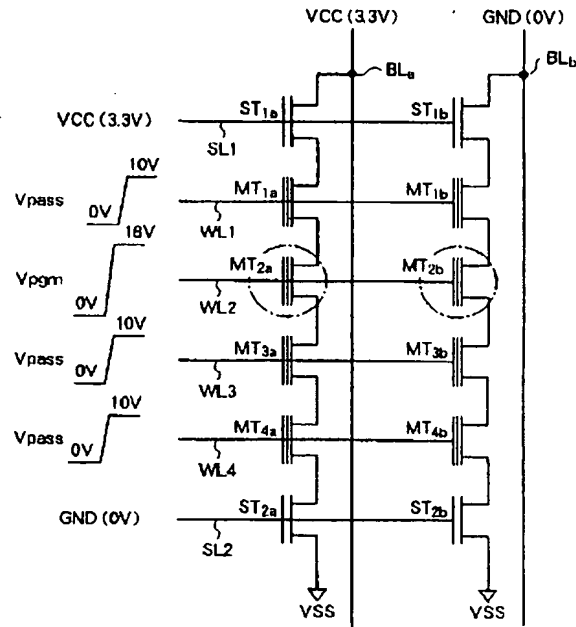 VCC (3.3V) GND (0V)
BLa BLb
VCC (3.3V) ST1a ST1b
SL1
10V
Vpass MT1a MT1b
0V
WL1
18V
Vpgm MT2a MT2b
0V
WL2
10V
Vpass MT3a MT3b
0V
WL3
10V
Vpass MT4a MT4b
0V
WL4
GND (0V) ST2a ST2b
SL2
VSS VSS